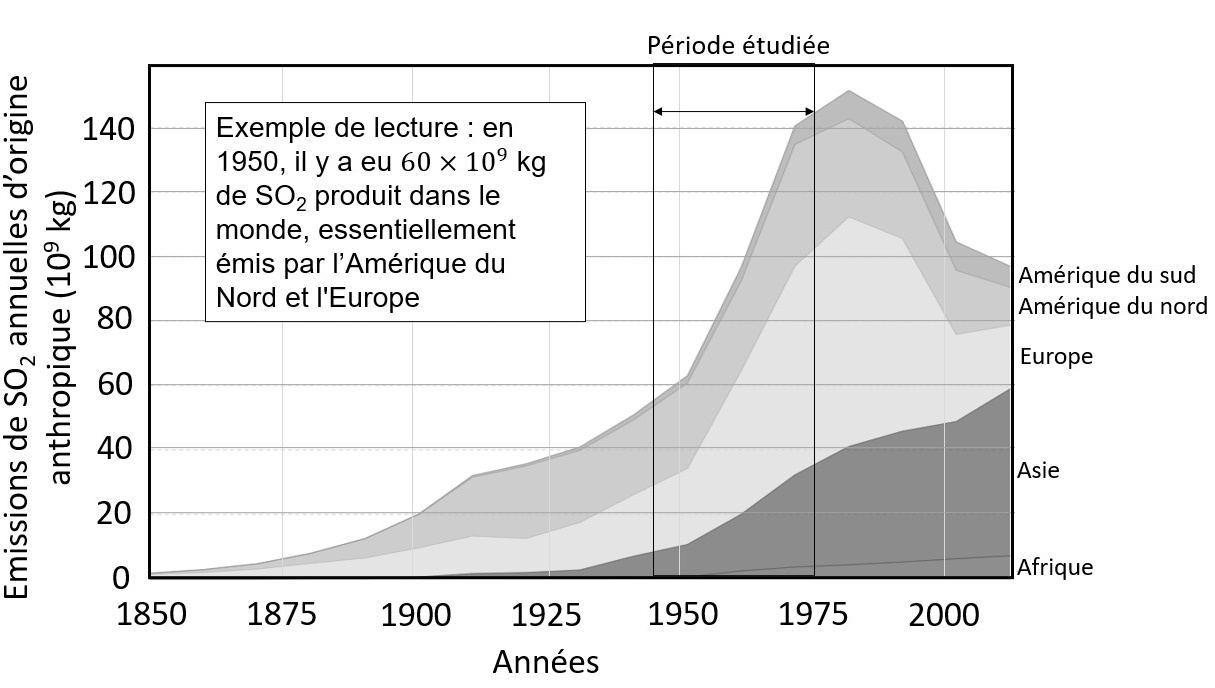 Période étudiée
Emissions de SO₂ annuelles d’origine
anthropique (10⁹ kg)
Exemple de lecture : en
1950, il y a eu 60 × 10⁹ kg
de SO₂ produit dans le
monde, essentiellement
émis par l’Amérique du
Nord et l'Europe
140
120
100
80
60
40
20
0
Amérique du sud
Amérique du nord
Europe
Asie
Afrique
1850 1875 1900 1925 1950 1975 2000
Années